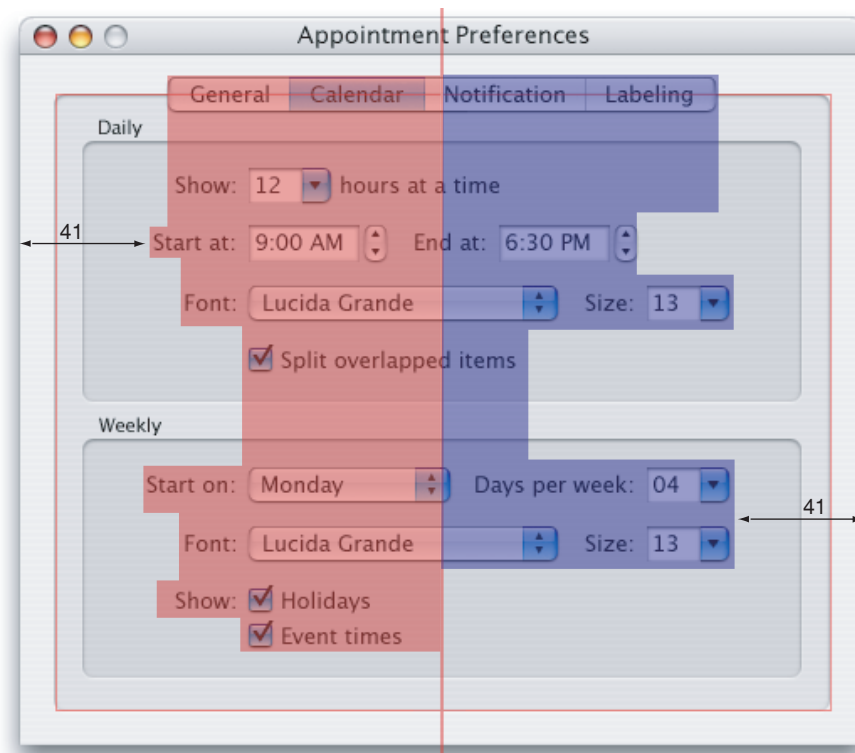 Appointment Preferences
General Calendar Notification Labeling
Daily
Show: 12 hours at a time
41
Start at: 9:00 AM End at: 6:30 PM
Font: Lucida Grande Size: 13
Split overlapped items
Weekly
Start on: Monday Days per week: 04
41
Font: Lucida Grande Size: 13
Show: Holidays
Event times